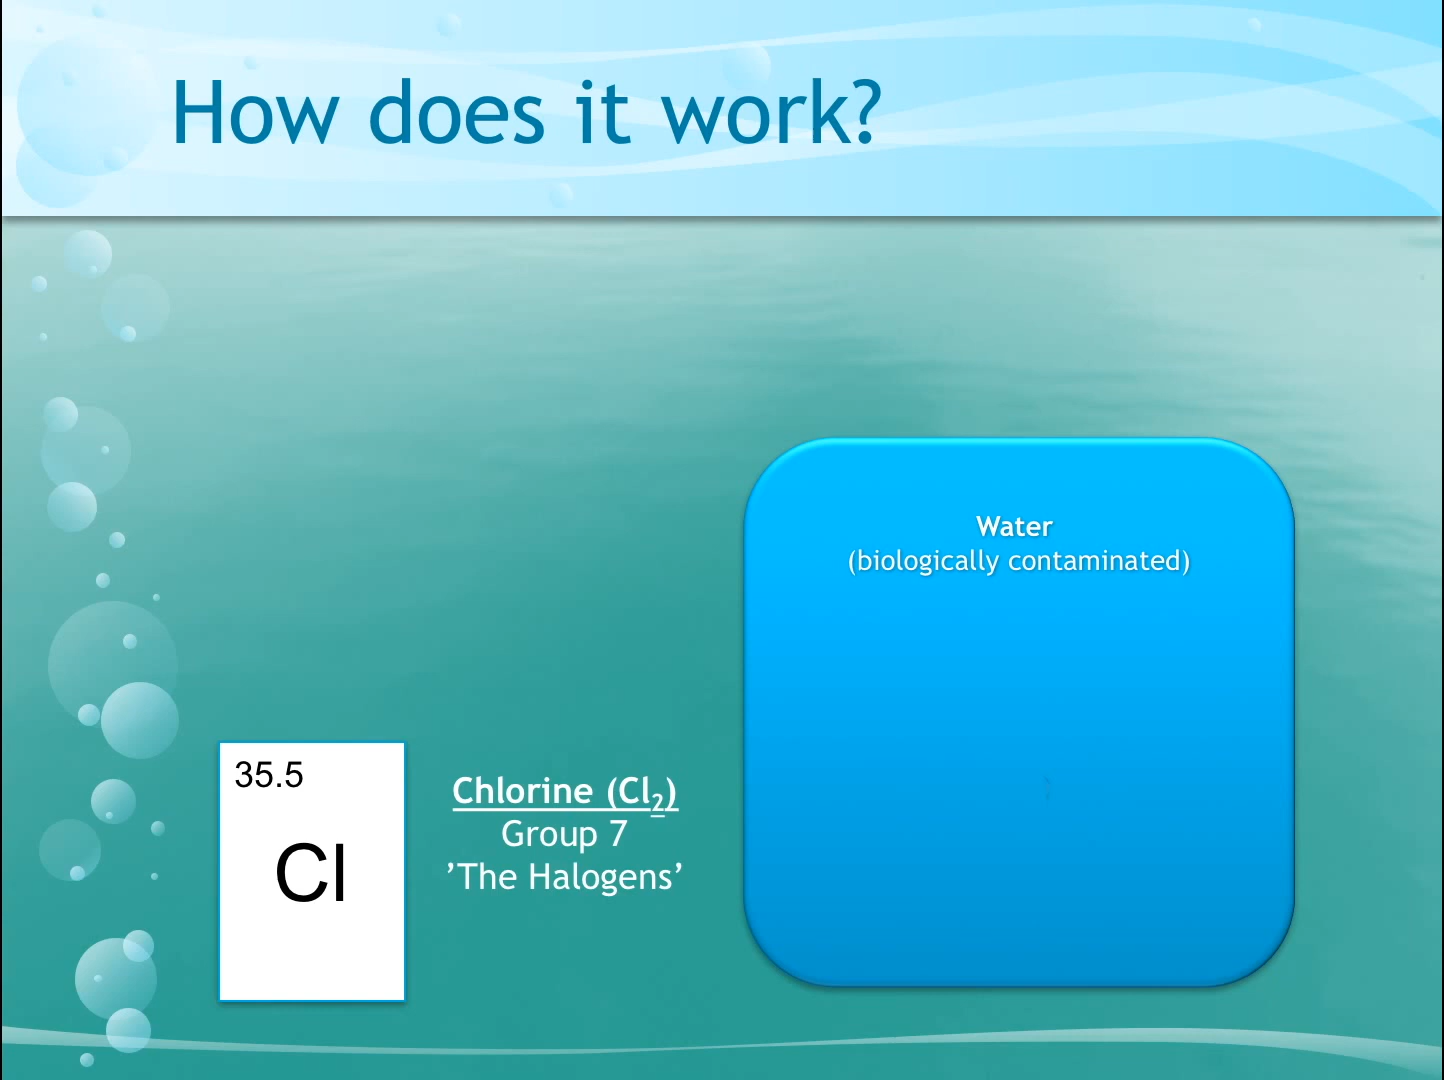 How does it work?
Water
(biologically contaminated)
35.5
Cl
Chlorine (Cl₂)
Group 7
’The Halogens’